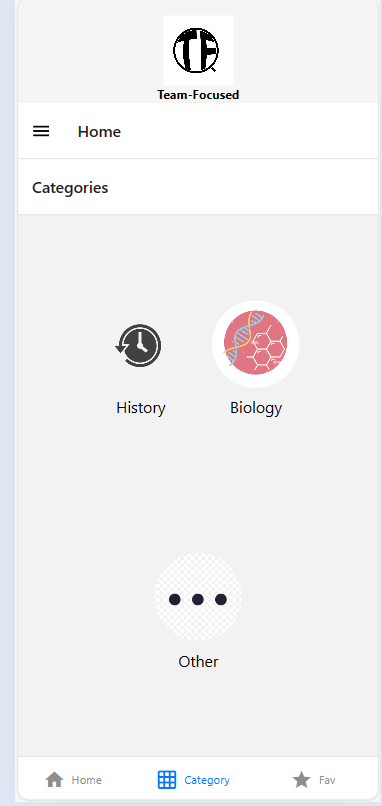 TF
Team-Focused
Home
Categories
History
Biology
Other
Home
Category
Fav